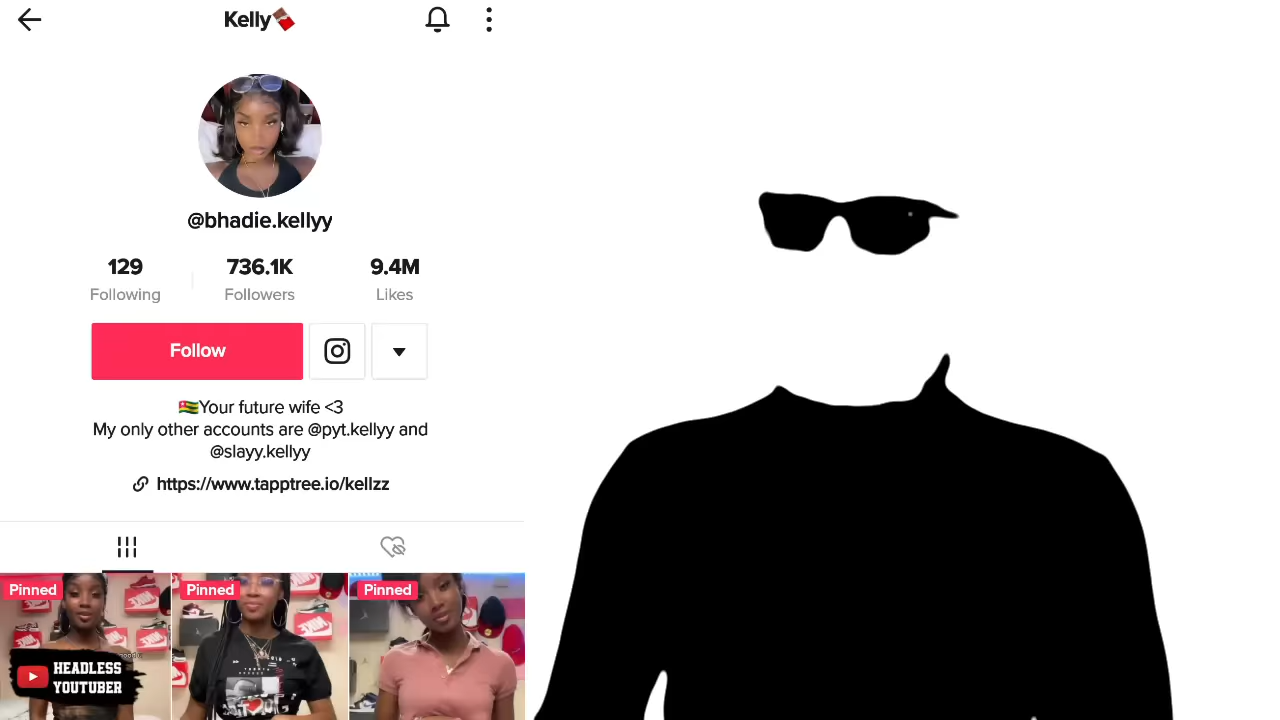 Kelly🍫
@bhadie.kellyy
129 736.1K 9.4M
Following Followers Likes
Follow
🇹🇬Your future wife <3
My only other accounts are @pyt.kellyy and
@slayy.kellyy
https://www.tapptree.io/kellzz
Pinned Pinned Pinned
HEADLESS
YOUTUBER